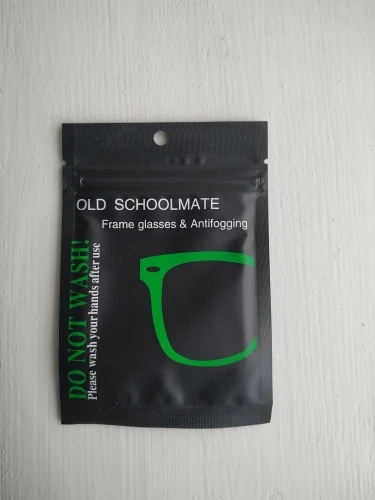 OLD SCHOOLMATE
Frame glasses & Antifogging
DO NOT WASH!
Please wash your hands after use